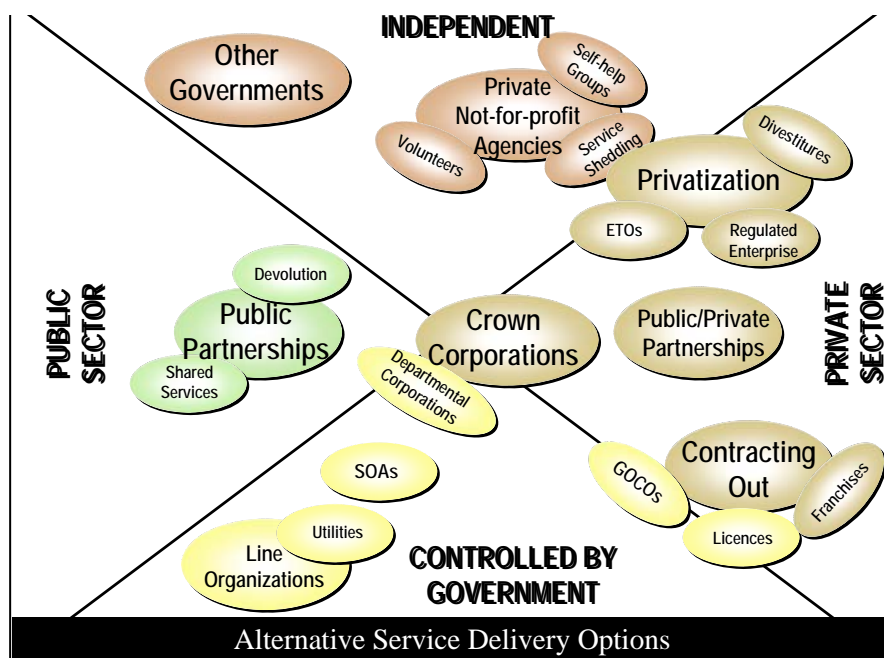 INDEPENDENT
Other
Governments
Self-help
Groups
Private
Not-for-profit
Agencies
Volunteers
Service
Shedding
Divestitures
Privatization
ETOs
Regulated
Enterprise
PUBLIC
SECTOR
Devolution
Public
Partnerships
Shared
Services
Crown
Corporations
Departmental
Corporations
Public/Private
Partnerships
PRIVATE
SECTOR
SOAs
Utilities
Line
Organizations
GOCOs
Contracting
Out
Franchises
Licences
CONTROLLED BY
GOVERNMENT
Alternative Service Delivery Options